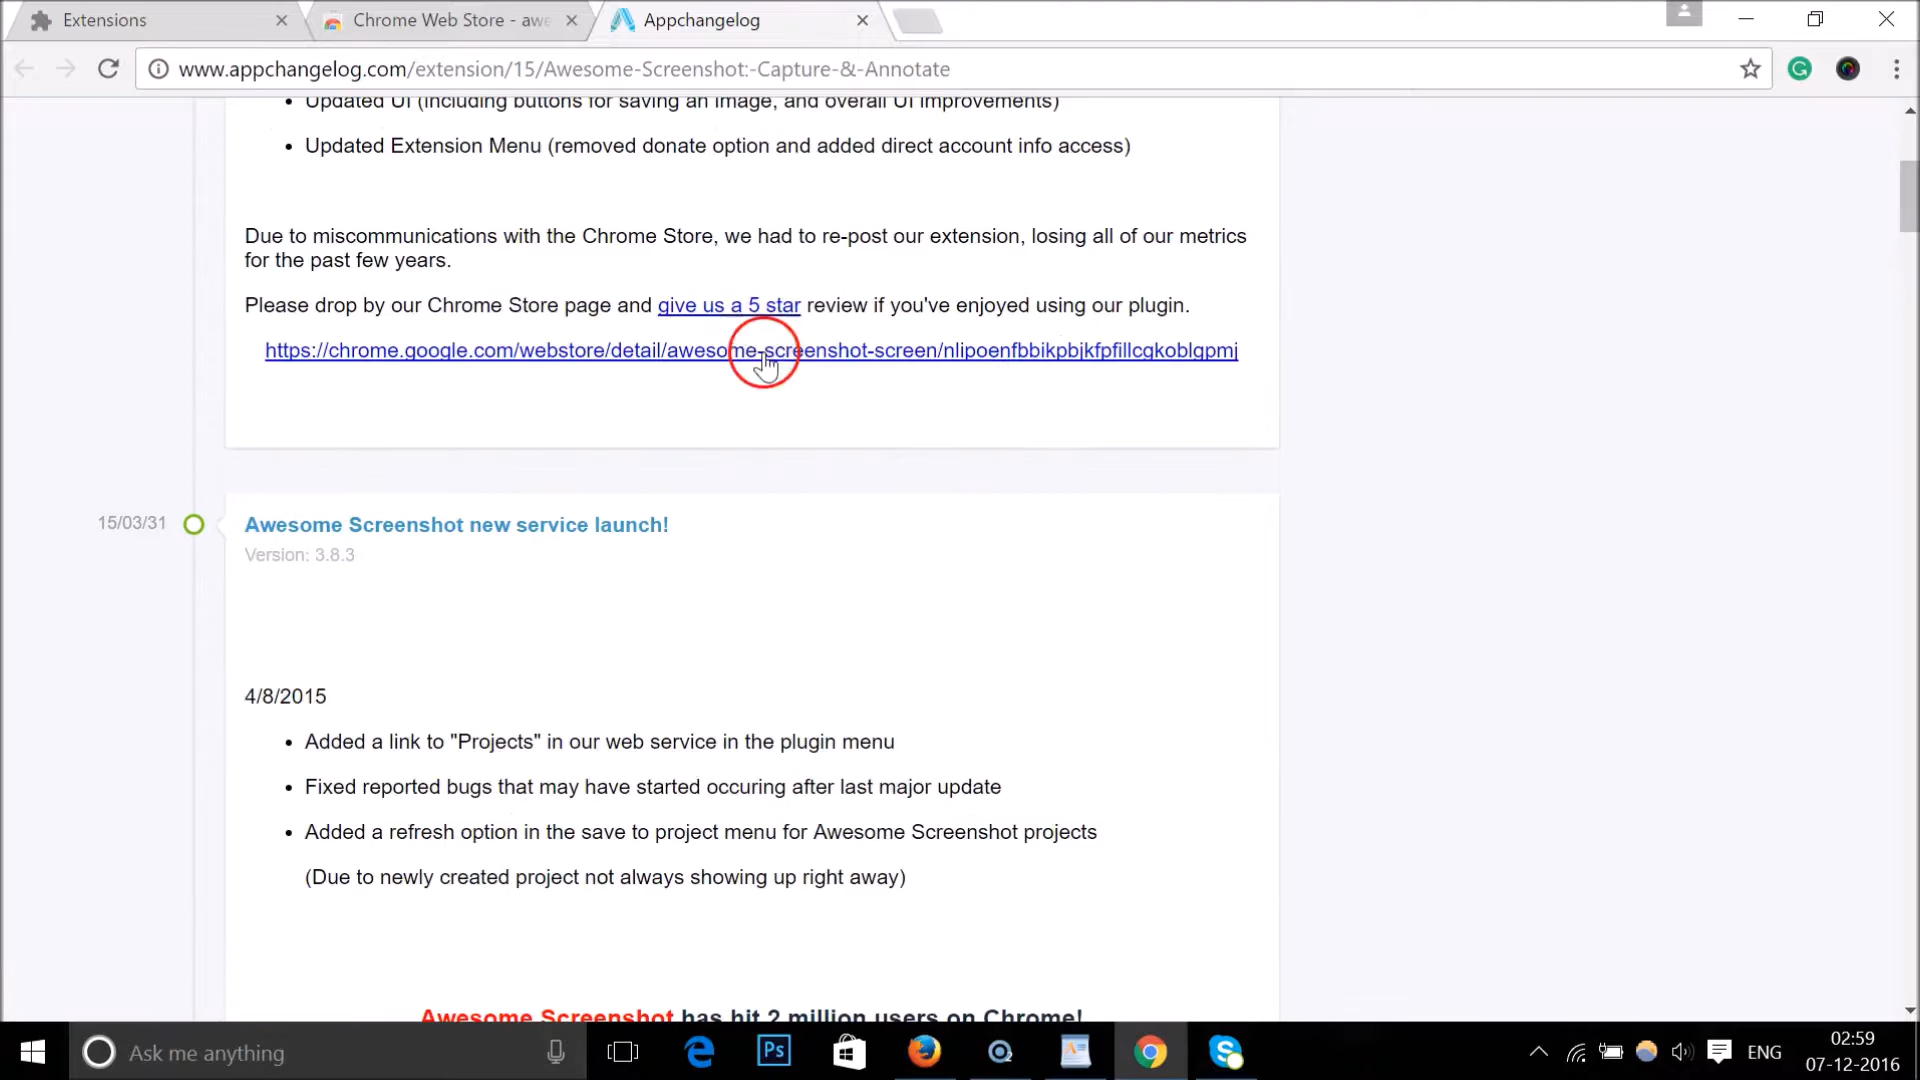 Extensions
Chrome Web Store - awe
Appchangelog
www.appchangelog.com/extension/15/Awesome-Screenshot:-Capture-&-Annotate
• Updated UI (including buttons for saving an image, and overall UI improvements)
• Updated Extension Menu (removed donate option and added direct account info access)
Due to miscommunications with the Chrome Store, we had to re-post our extension, losing all of our metrics
for the past few years.
Please drop by our Chrome Store page and give us a 5 star review if you've enjoyed using our plugin.
https://chrome.google.com/webstore/detail/awesome-screenshot-screen/nlipoenfbbikpbjkfpfillcgkoblgpmj
15/03/31
Awesome Screenshot new service launch!
Version: 3.8.3
4/8/2015
• Added a link to "Projects" in our web service in the plugin menu
• Fixed reported bugs that may have started occuring after last major update
• Added a refresh option in the save to project menu for Awesome Screenshot projects
(Due to newly created project not always showing up right away)
Awesome Screenshot has hit 2 million users on Chrome!
Ask me anything
Ps
ENG
02:59
07-12-2016